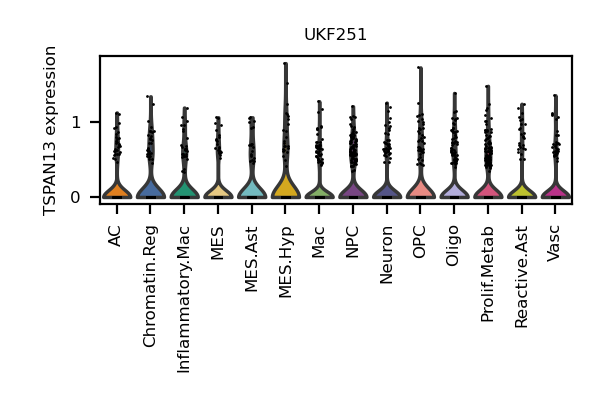 UKF251
TSPAN13 expression
1
0
AC
Chromatin.Reg
Inflammatory.Mac
MES
MES.Ast
MES.Hyp
Mac
NPC
Neuron
OPC
Oligo
Prolif.Metab
Reactive.Ast
Vasc